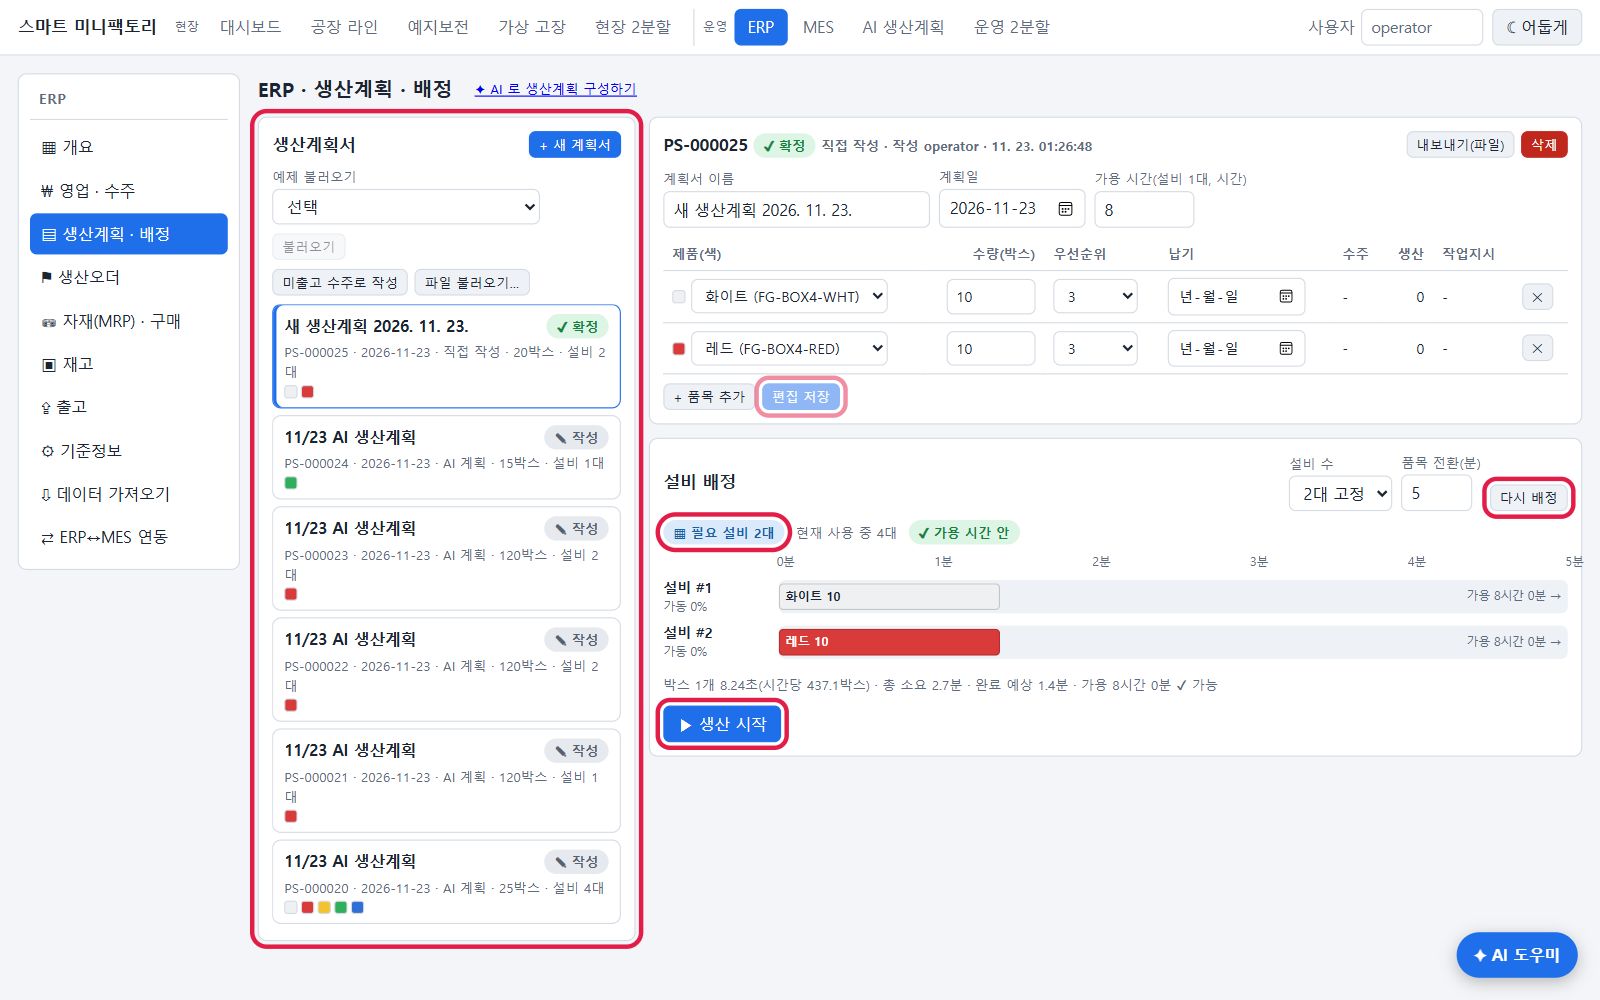 스마트 미니팩토리 현장 대시보드 공장 라인 예지보전 가상 고장 현장 2분할 운영 ERP MES AI 생산계획 운영 2분할 사용자 operator ☾ 어둡게
ERP
▦ 개요
₩ 영업 · 수주
▤ 생산계획 · 배정
⚑ 생산오더
자재(MRP) · 구매
▣ 재고
⇪ 출고
⚙ 기준정보
⇩ 데이터 가져오기
⇄ ERP↔MES 연동
ERP · 생산계획 · 배정 ✦ AI 로 생산계획 구성하기
생산계획서 + 새 계획서
예제 불러오기
선택
불러오기
미출고 수주로 작성 파일 불러오기...
새 생산계획 2026. 11. 23. ✓ 확정
PS-000025 · 2026-11-23 · 직접 작성 · 20박스 · 설비 2
대
11/23 AI 생산계획 ✎ 작성
PS-000024 · 2026-11-23 · AI 계획 · 15박스 · 설비 1대
11/23 AI 생산계획 ✎ 작성
PS-000023 · 2026-11-23 · AI 계획 · 120박스 · 설비 2
대
11/23 AI 생산계획 ✎ 작성
PS-000022 · 2026-11-23 · AI 계획 · 120박스 · 설비 2
대
11/23 AI 생산계획 ✎ 작성
PS-000021 · 2026-11-23 · AI 계획 · 120박스 · 설비 1
대
11/23 AI 생산계획 ✎ 작성
PS-000020 · 2026-11-23 · AI 계획 · 25박스 · 설비 4대
PS-000025 ✓ 확정 직접 작성 · 작성 operator · 11. 23. 01:26:48 내보내기(파일) 삭제
계획서 이름 계획일 가용 시간(설비 1대, 시간)
새 생산계획 2026. 11. 23. 2026-11-23 8
제품(색) 수량(박스) 우선순위 납기 수주 생산 작업지시
화이트 (FG-BOX4-WHT) 10 3 년-월-일 - 0 - ×
레드 (FG-BOX4-RED) 10 3 년-월-일 - 0 - ×
+ 품목 추가 편집 저장
설비 배정
설비 수 품목 전환(분)
2대 고정 5 다시 배정
▦ 필요 설비 2대 현재 사용 중 4대 ✓ 가용 시간 안
0분 1분 2분 3분 4분 5분
설비 #1 화이트 10 가용 8시간 0분 →
가동 0%
설비 #2 레드 10 가용 8시간 0분 →
가동 0%
박스 1개 8.24초(시간당 437.1박스) · 총 소요 2.7분 · 완료 예상 1.4분 · 가용 8시간 0분 ✓ 가능
▶ 생산 시작
✦ AI 도우미